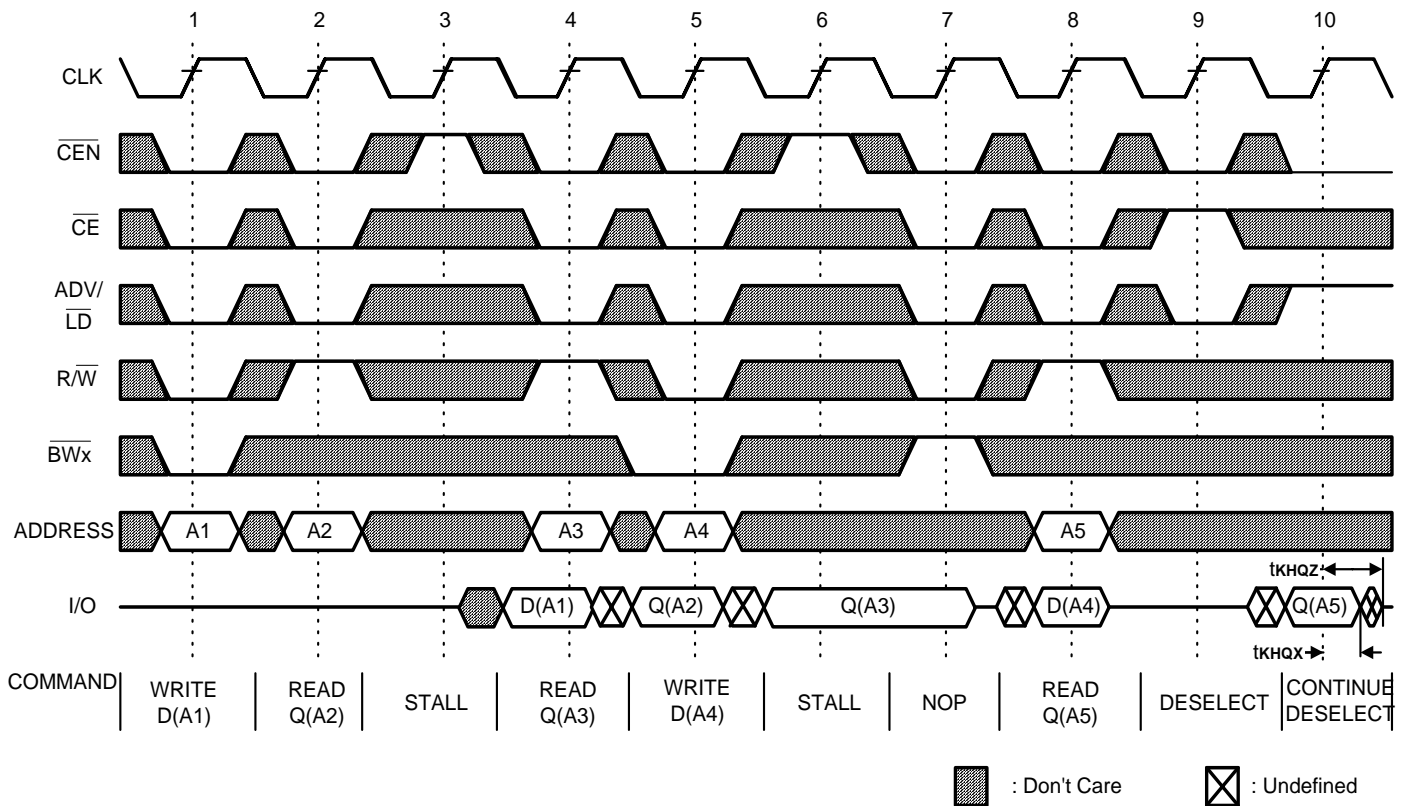 1 2 3 4 5 6 7 8 9 10
CLK
CEN
CE
ADV/
LD
R/W
BWx
ADDRESS A1 A2 A3 A4 A5
tKHQZ
I/O D(A1) Q(A2) Q(A3) D(A4) Q(A5)
tKHQX
COMMAND WRITE D(A1) READ Q(A2) STALL READ Q(A3) WRITE D(A4) STALL NOP READ Q(A5) DESELECT CONTINUE DESELECT
: Don't Care : Undefined